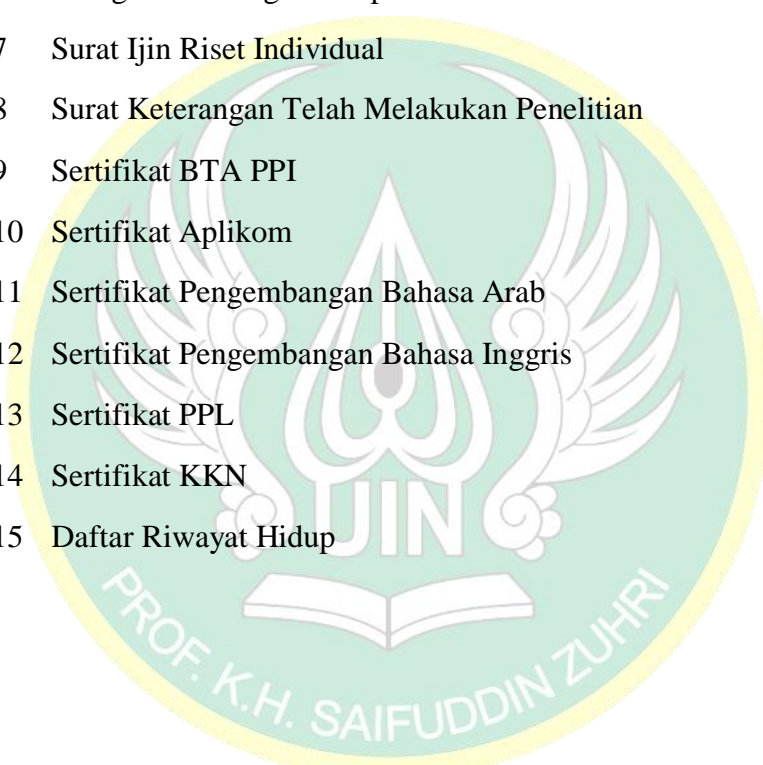 7 Surat Ijin Riset Individual
8 Surat Keterangan Telah Melakukan Penelitian
9 Sertifikat BTA PPI
10 Sertifikat Aplikom
11 Sertifikat Pengembangan Bahasa Arab
12 Sertifikat Pengembangan Bahasa Inggris
13 Sertifikat PPL
14 Sertifikat KKN
15 Daftar Riwayat Hidup
UIN
PROF. K.H. SAIFUDDIN ZUHRI